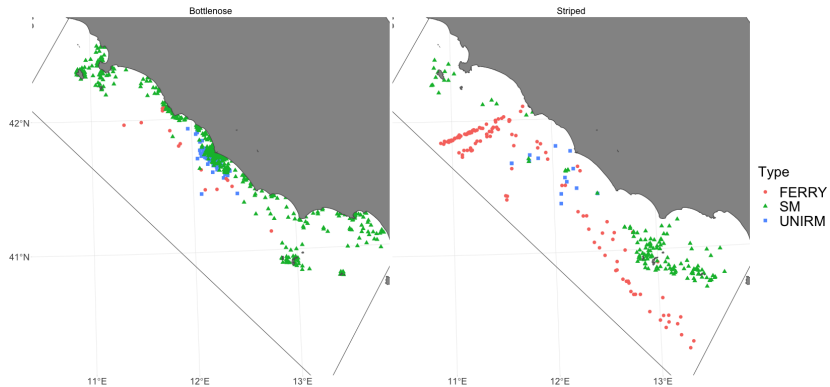 Bottlenose
Striped
42°N
41°N
11°E
12°E
13°E
11°E
12°E
13°E
Type
FERRY
SM
UNIRM